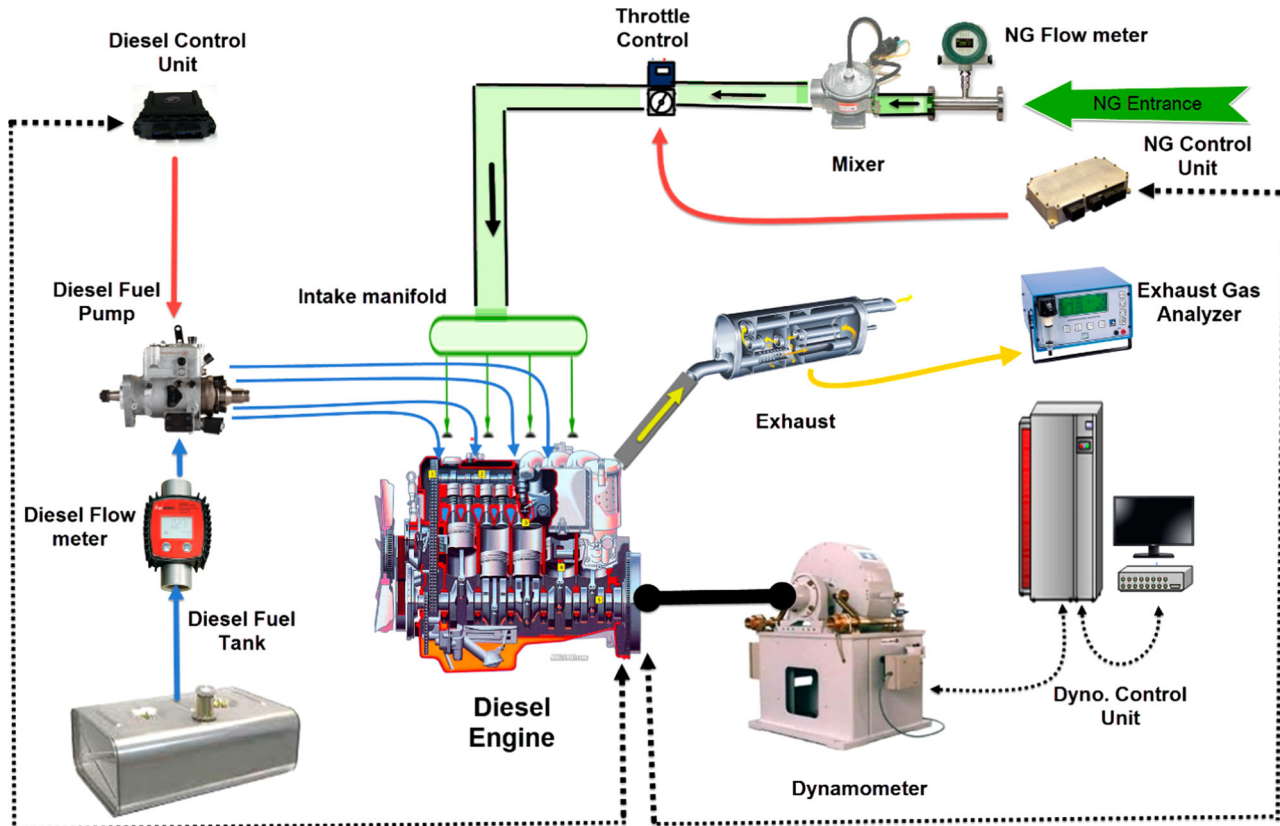 Throttle
Control
NG Flow meter
Diesel Control
Unit
NG Entrance
Mixer
NG Control
Unit
Diesel Fuel
Pump
Intake manifold
Exhaust Gas
Analyzer
Exhaust
Diesel Flow
meter
Diesel Fuel
Tank
Diesel
Engine
Dyno. Control
Unit
Dynamometer